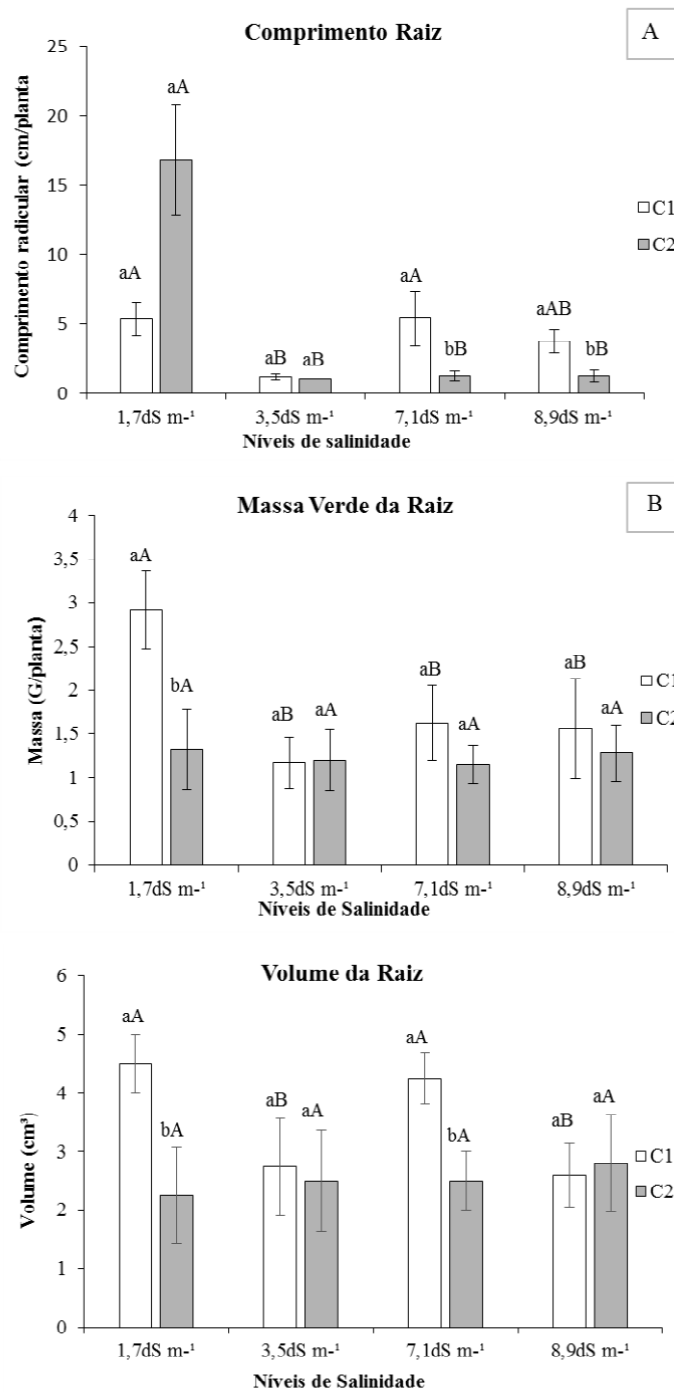 Comprimento Raiz
A
Comprimento radicular (cm/planta)
25
20
15
10
5
0
aA
aA
aB
aB
aA
bB
aAB
bB
C1
C2
1,7dS m-¹
3,5dS m-¹
7,1dS m-¹
8,9dS m-¹
Níveis de salinidade
Massa Verde da Raiz
B
Massa (G/planta)
4
3,5
3
2,5
2
1,5
1
0,5
0
aA
bA
aB
aA
aB
aA
aB
aA
C1
C2
1,7dS m-¹
3,5dS m-¹
7,1dS m-¹
8,9dS m-¹
Níveis de Salinidade
Volume da Raiz
Volume (cm³)
6
5
4
3
2
1
0
aA
bA
aB
aA
aA
bA
aB
aA
C1
C2
1,7dS m-¹
3,5dS m-¹
7,1dS m-¹
8,9dS m-¹
Níveis de Salinidade